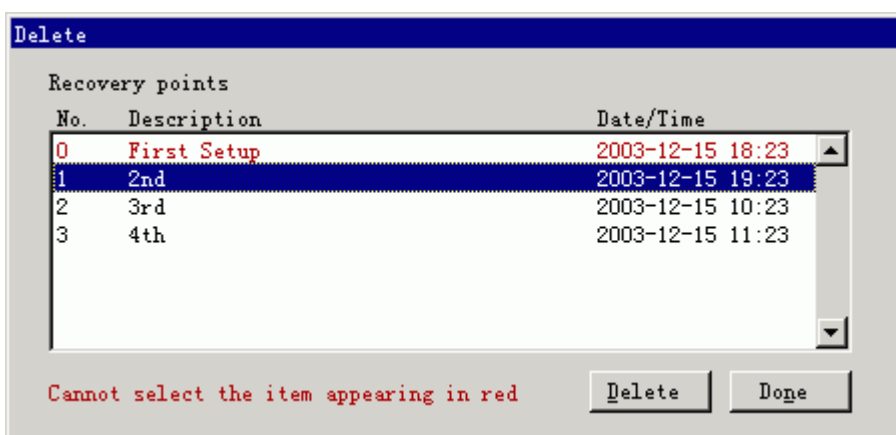 Delete
Recovery points
No. Description Date/Time
0 First Setup 2003-12-15 18:23
1 2nd 2003-12-15 19:23
2 3rd 2003-12-15 10:23
3 4th 2003-12-15 11:23
Cannot select the item appearing in red Delete Done